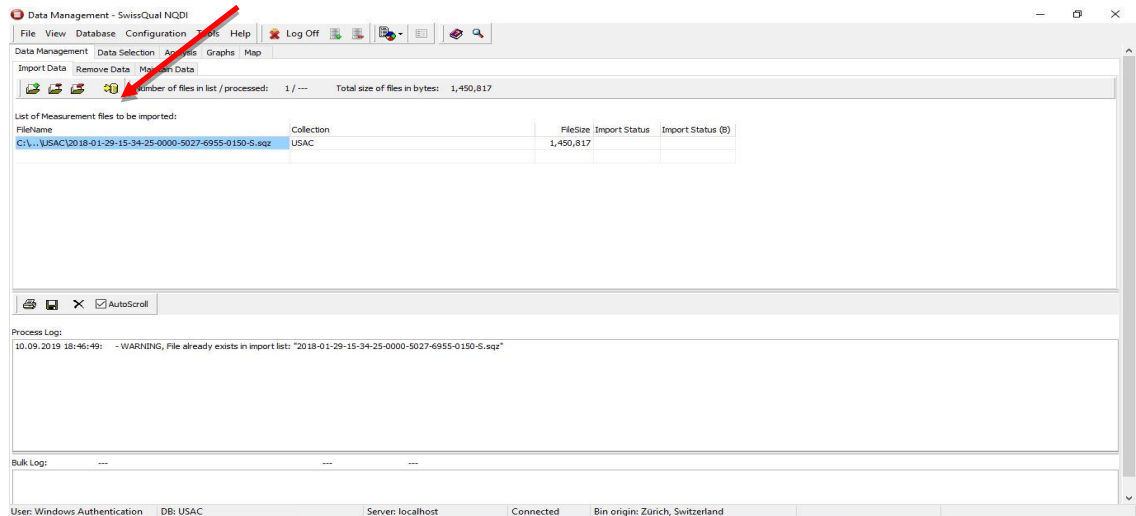 Data Management - SwissQual NQDI
File View Database Configuration Tools Help Log Off
Data Management Data Selection Analysis Graphs Map
Import Data Remove Data Maintain Data
Number of files in list / processed: 1 / --- Total size of files in bytes: 1,450,817
List of Measurement files to be imported:
FileName Collection FileSize Import Status Import Status (B)
C:\...\USAC\2018-01-29-15-34-25-0000-5027-6955-0150-S.sqz USAC 1,450,817
AutoScroll
Process Log:
10.09.2019 18:46:49: - WARNING, File already exists in import list: "2018-01-29-15-34-25-0000-5027-6955-0150-S.sqz"
Bulk Log: --- --- ---
User: Windows Authentication DB: USAC Server: localhost Connected Bin origin: Zürich, Switzerland